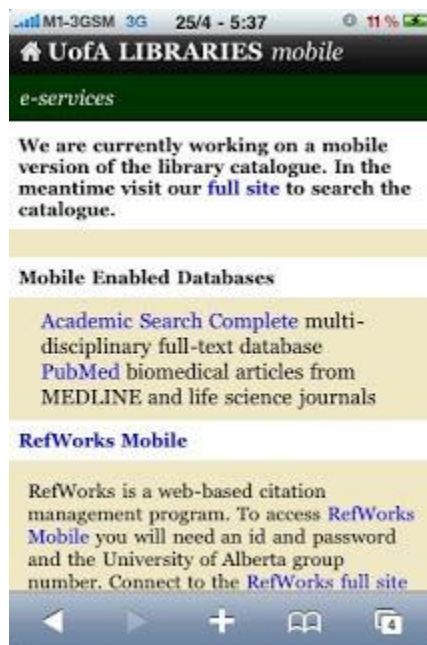 M1-3GSM 3G 25/4 - 5:37 11 %
UofA LIBRARIES mobile
e-services
We are currently working on a mobile
version of the library catalogue. In the
meantime visit our full site to search the
catalogue.
Mobile Enabled Databases
Academic Search Complete multi-
disciplinary full-text database
PubMed biomedical articles from
MEDLINE and life science journals
RefWorks Mobile
RefWorks is a web-based citation
management program. To access RefWorks
Mobile you will need an id and password
and the University of Alberta group
number. Connect to the RefWorks full site
4